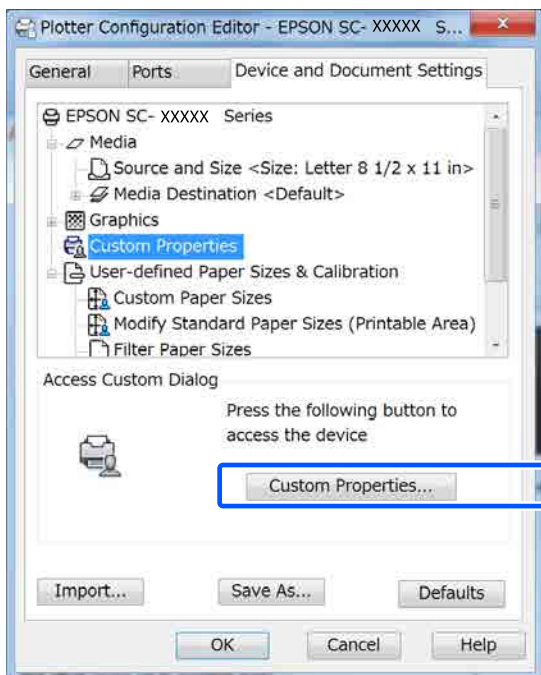 Plotter Configuration Editor - EPSON SC- XXXXX S...
General Ports Device and Document Settings
EPSON SC- XXXXX Series
Media
Source and Size <Size: Letter 8 1/2 x 11 in>
Media Destination <Default>
Graphics
Custom Properties
User-defined Paper Sizes & Calibration
Custom Paper Sizes
Modify Standard Paper Sizes (Printable Area)
Filter Paper Sizes
Access Custom Dialog
Press the following button to
access the device
Custom Properties...
Import... Save As... Defaults
OK Cancel Help